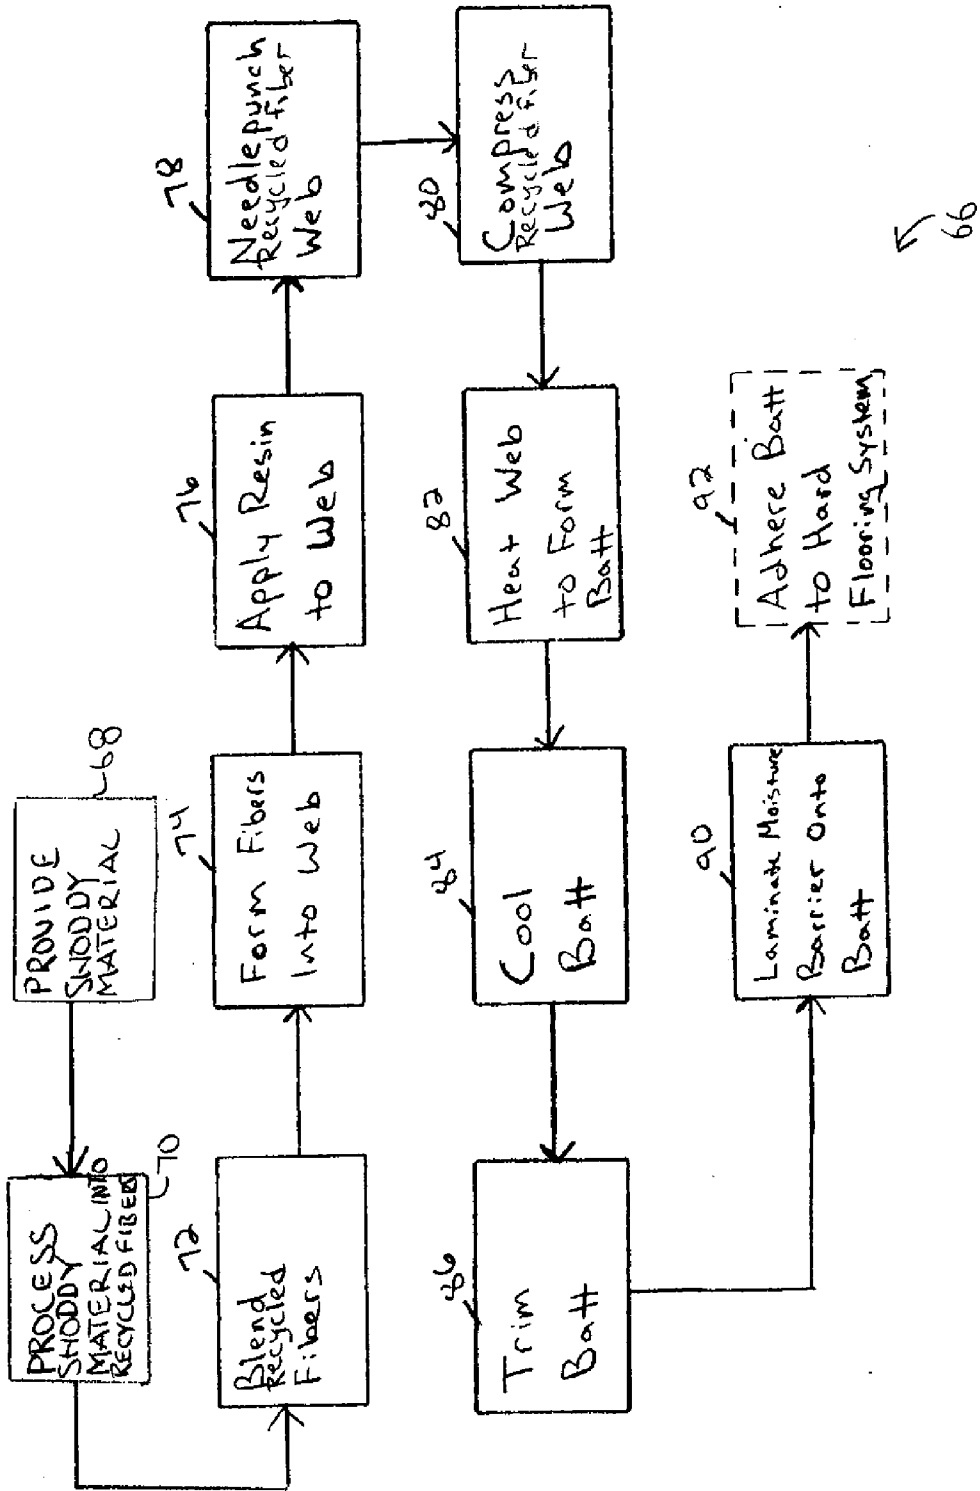 PROVIDE
SHODDY
MATERIAL
68
PROCESS
SHODDY
MATERIAL INTO
RECYCLED FIBERS
70
72
Blend
Recycled
Fibers
74
Form Fibers
Into Web
76
Apply Resin
to Web
78
Needlepunch
Recycled Fiber
Web
80
Compress
Recycled Fiber
Web
82
Heat Web
to Form
Batt
84
Cool
Batt
86
Trim
Batt
90
Laminate Moisture
Barrier Onto
Batt
92
Adhere Batt
to Hard
Flooring System
66